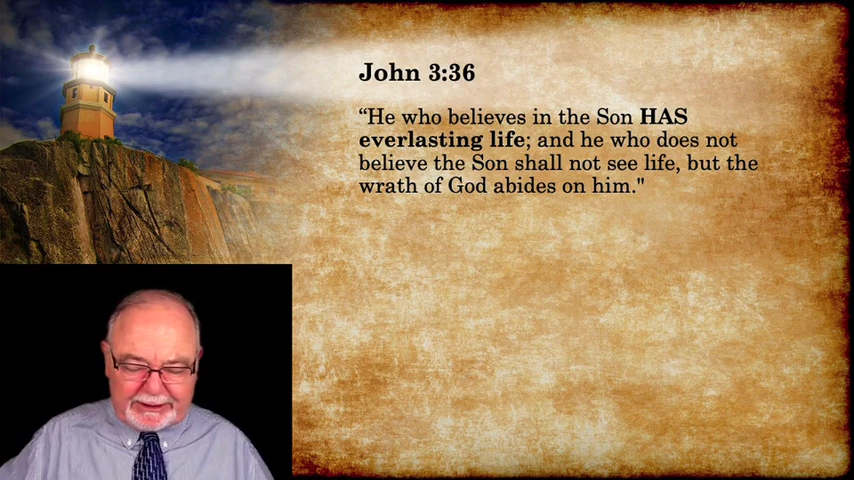 John 3:36
“He who believes in the Son HAS
everlasting life; and he who does not
believe the Son shall not see life, but the
wrath of God abides on him."